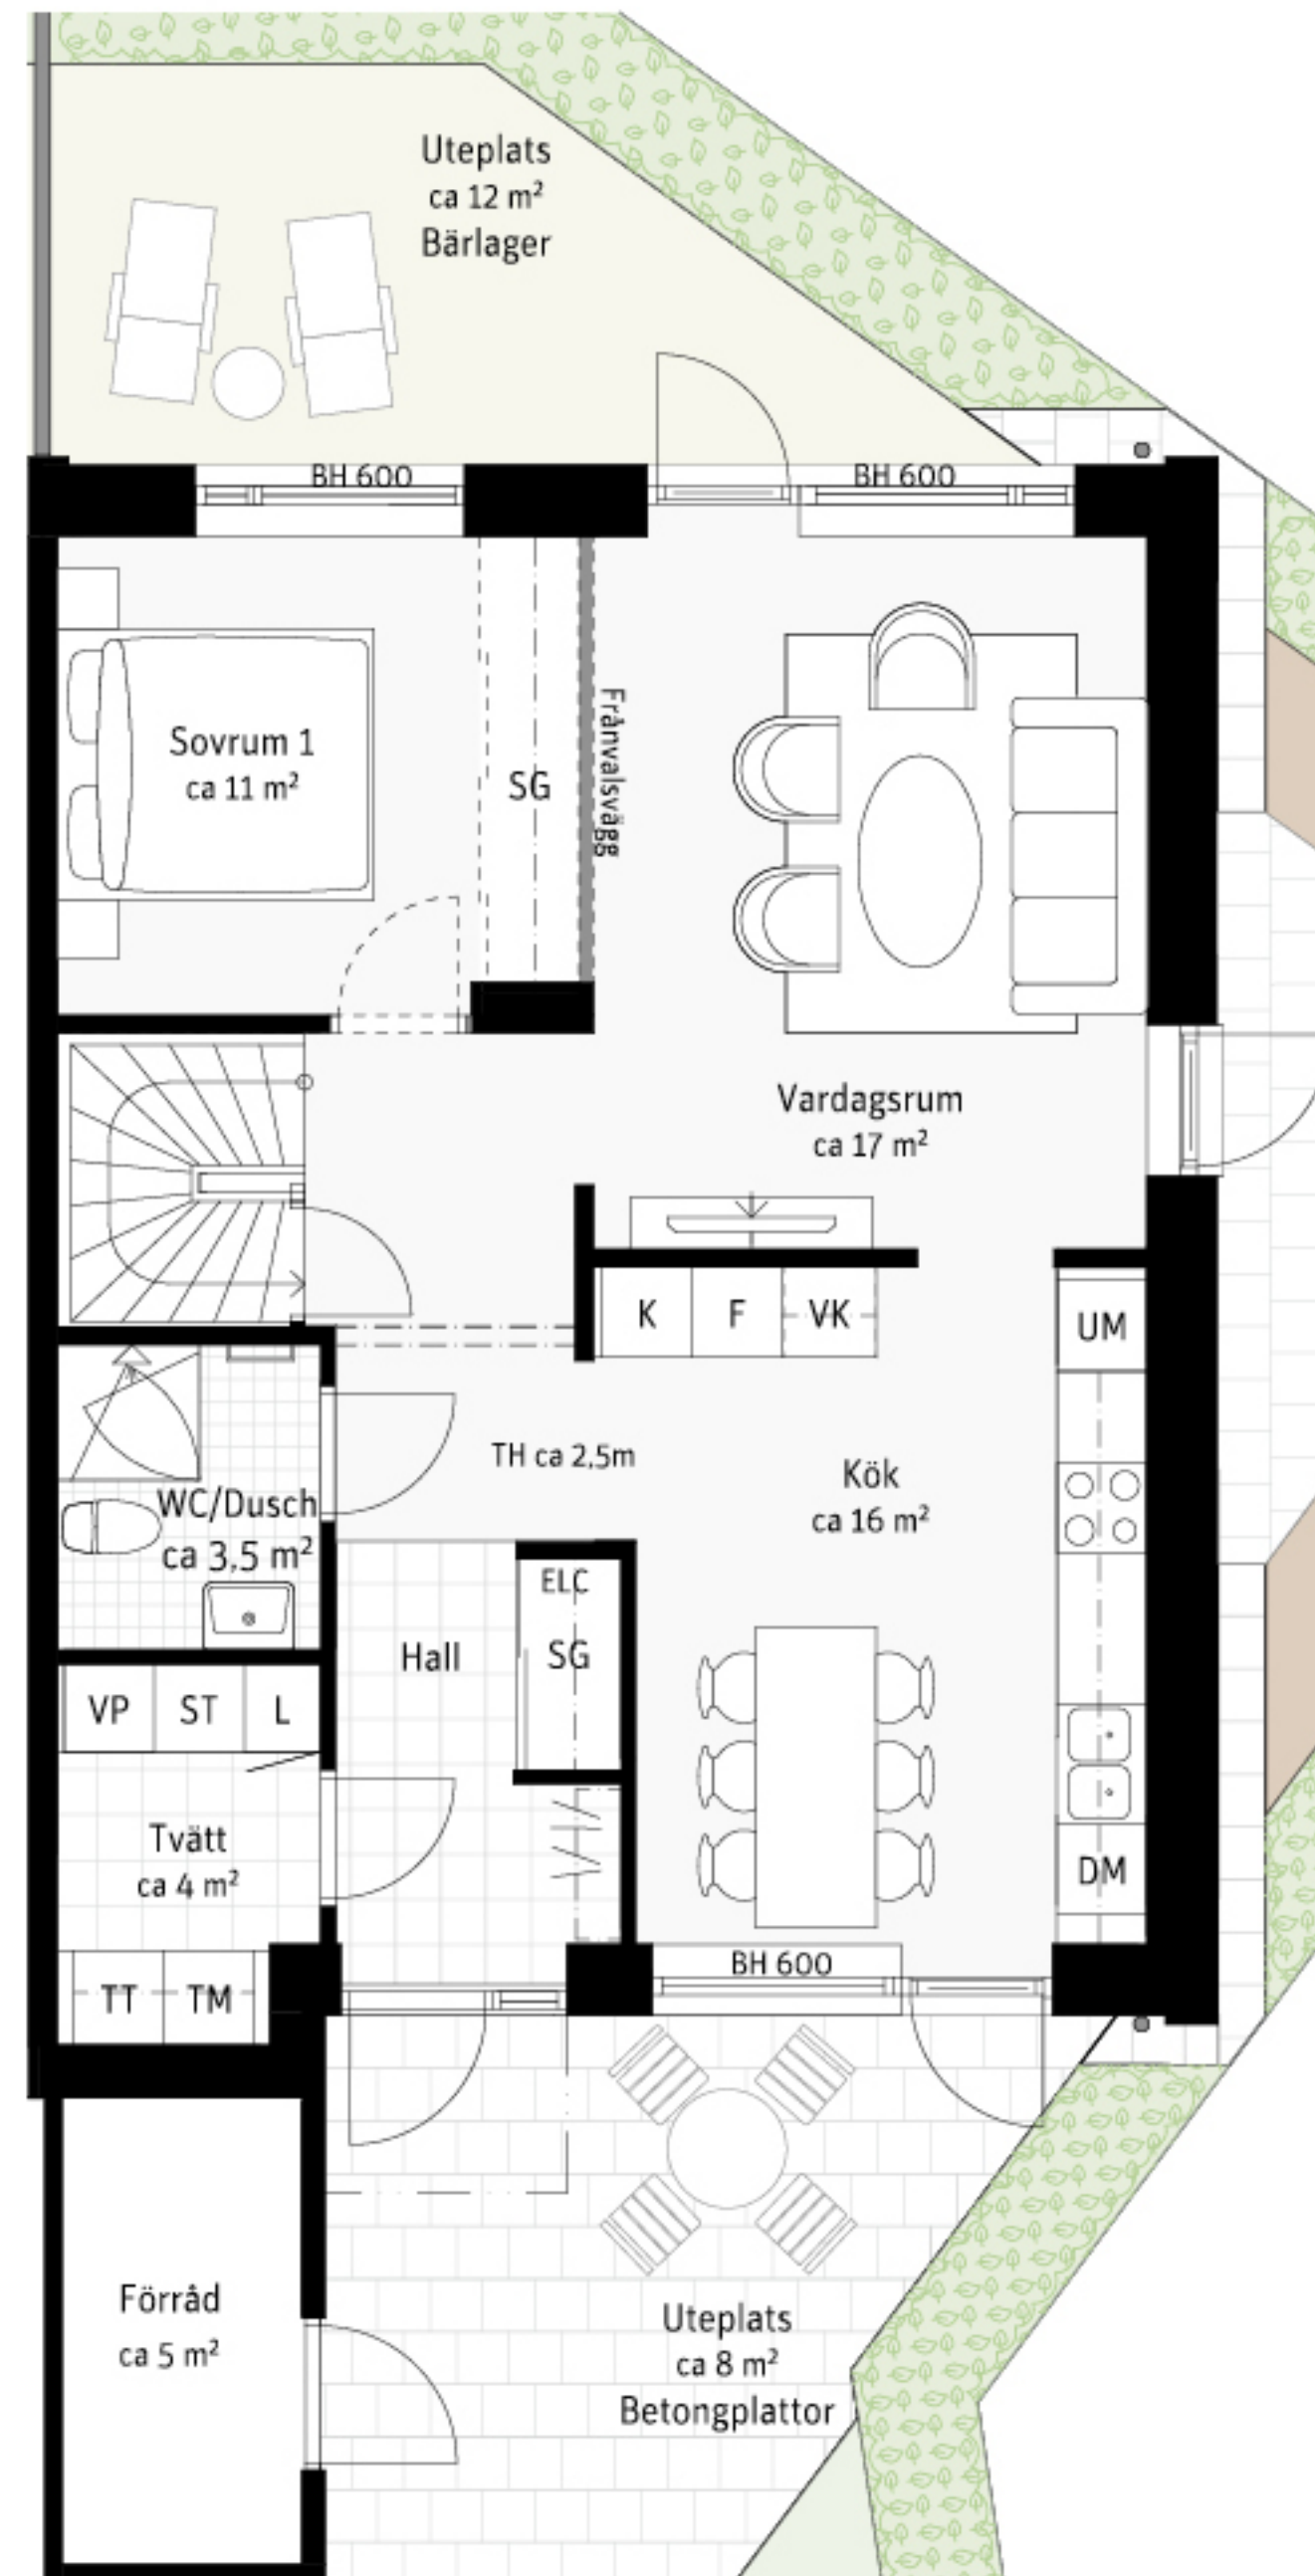 Uteplats
ca 12 m²
Bärlager
BH 600
BH 600
Sovrum 1
ca 11 m²
SG
Frånvalsvägg
Vardagsrum
ca 17 m²
K
F
VK
UM
TH ca 2,5m
Kök
ca 16 m²
WC/Dusch
ca 3,5 m²
ELC
SG
Hall
VP
ST
L
Tvätt
ca 4 m²
DM
BH 600
TT
TM
Förråd
ca 5 m²
Uteplats
ca 8 m²
Betongplattor